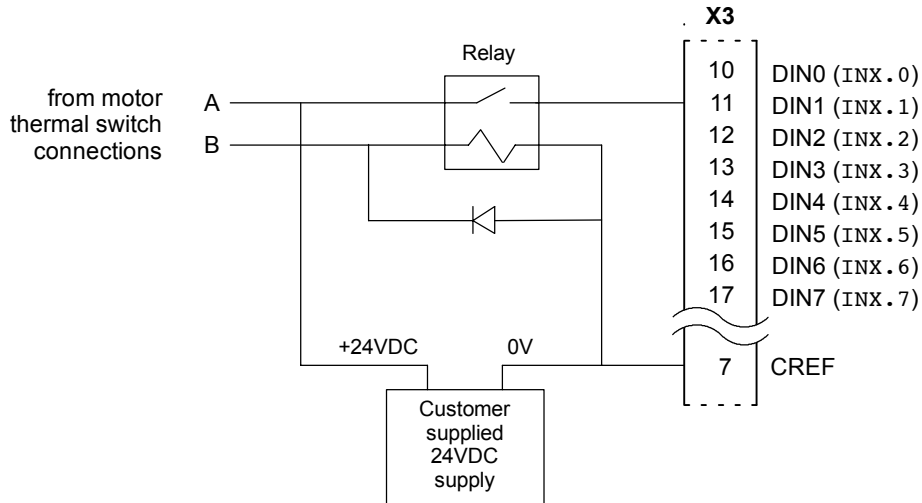 X3
Relay
from motor
thermal switch
connections
A
B
10 DIN0 (INX.0)
11 DIN1 (INX.1)
12 DIN2 (INX.2)
13 DIN3 (INX.3)
14 DIN4 (INX.4)
15 DIN5 (INX.5)
16 DIN6 (INX.6)
17 DIN7 (INX.7)
+24VDC 0V
7 CREF
Customer
supplied
24VDC
supply